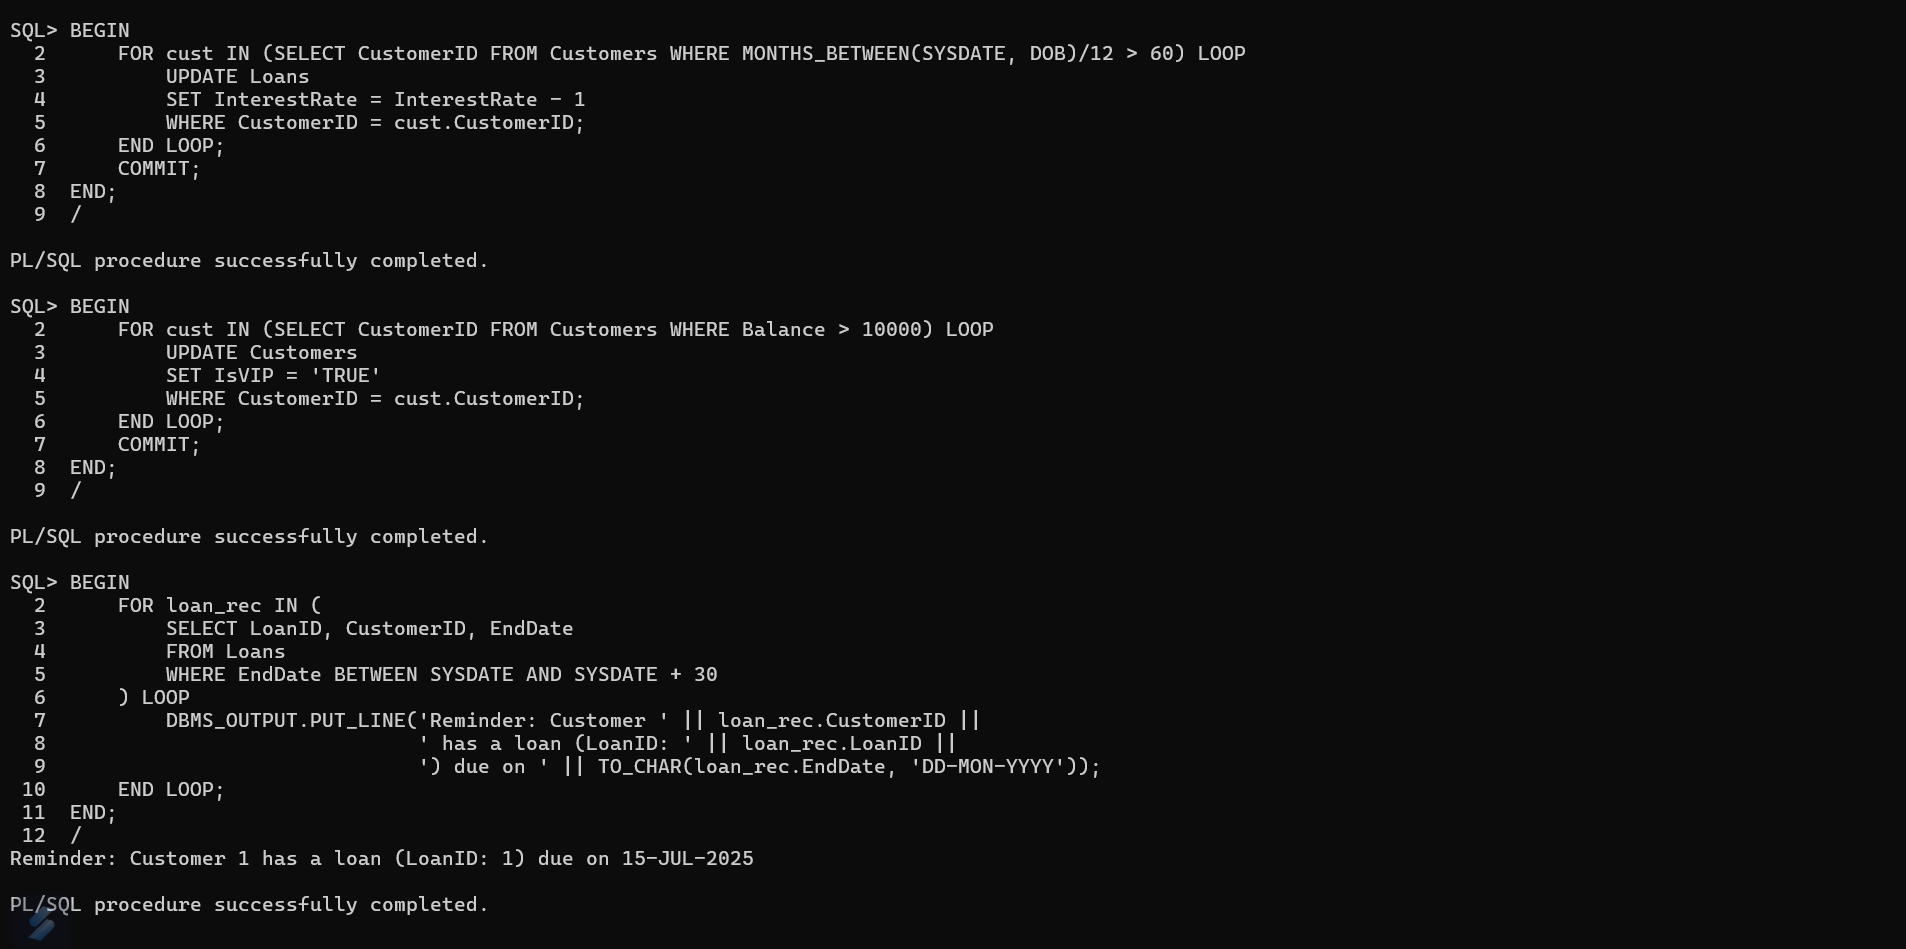 SQL> BEGIN
  2      FOR cust IN (SELECT CustomerID FROM Customers WHERE MONTHS_BETWEEN(SYSDATE, DOB)/12 > 60) LOOP
  3          UPDATE Loans
  4          SET InterestRate = InterestRate - 1
  5          WHERE CustomerID = cust.CustomerID;
  6      END LOOP;
  7      COMMIT;
  8  END;
  9  /
PL/SQL procedure successfully completed.
SQL> BEGIN
  2      FOR cust IN (SELECT CustomerID FROM Customers WHERE Balance > 10000) LOOP
  3          UPDATE Customers
  4          SET IsVIP = 'TRUE'
  5          WHERE CustomerID = cust.CustomerID;
  6      END LOOP;
  7      COMMIT;
  8  END;
  9  /
PL/SQL procedure successfully completed.
SQL> BEGIN
  2      FOR loan_rec IN (
  3          SELECT LoanID, CustomerID, EndDate
  4          FROM Loans
  5          WHERE EndDate BETWEEN SYSDATE AND SYSDATE + 30
  6      ) LOOP
  7          DBMS_OUTPUT.PUT_LINE('Reminder: Customer ' || loan_rec.CustomerID ||
  8                               ' has a loan (LoanID: ' || loan_rec.LoanID ||
  9                               ') due on ' || TO_CHAR(loan_rec.EndDate, 'DD-MON-YYYY'));
 10      END LOOP;
 11  END;
 12  /
Reminder: Customer 1 has a loan (LoanID: 1) due on 15-JUL-2025
PL/SQL procedure successfully completed.